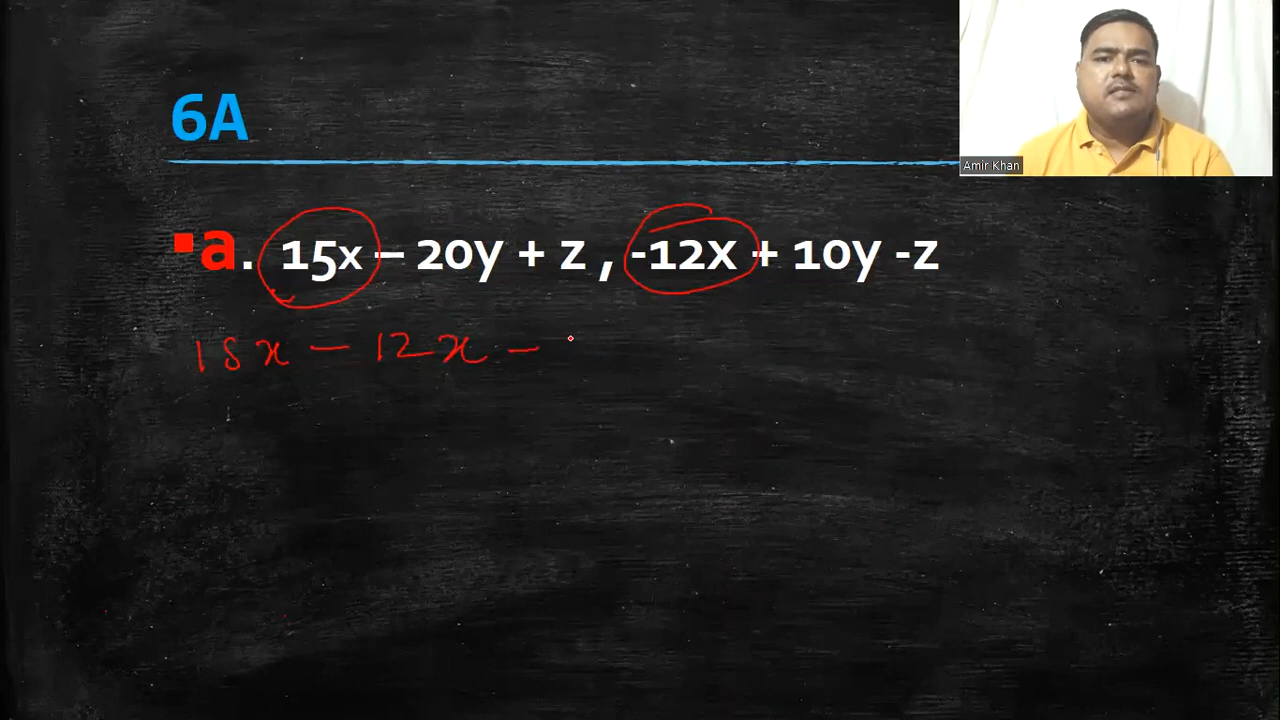 6A
Amir Khan
▪a. 15x – 20y + z , -12x + 10y -z
15x – 12x –